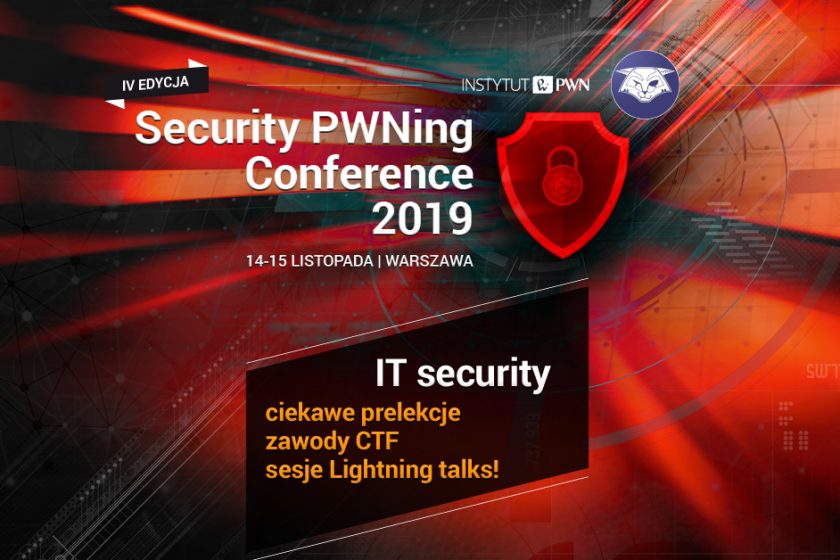 IV EDYCJA
INSTYTUT PWN
Security PWNing
Conference
2019
14-15 LISTOPADA | WARSZAWA
IT security
ciekawe prelekcje
zawody CTF
sesje Lightning talks!